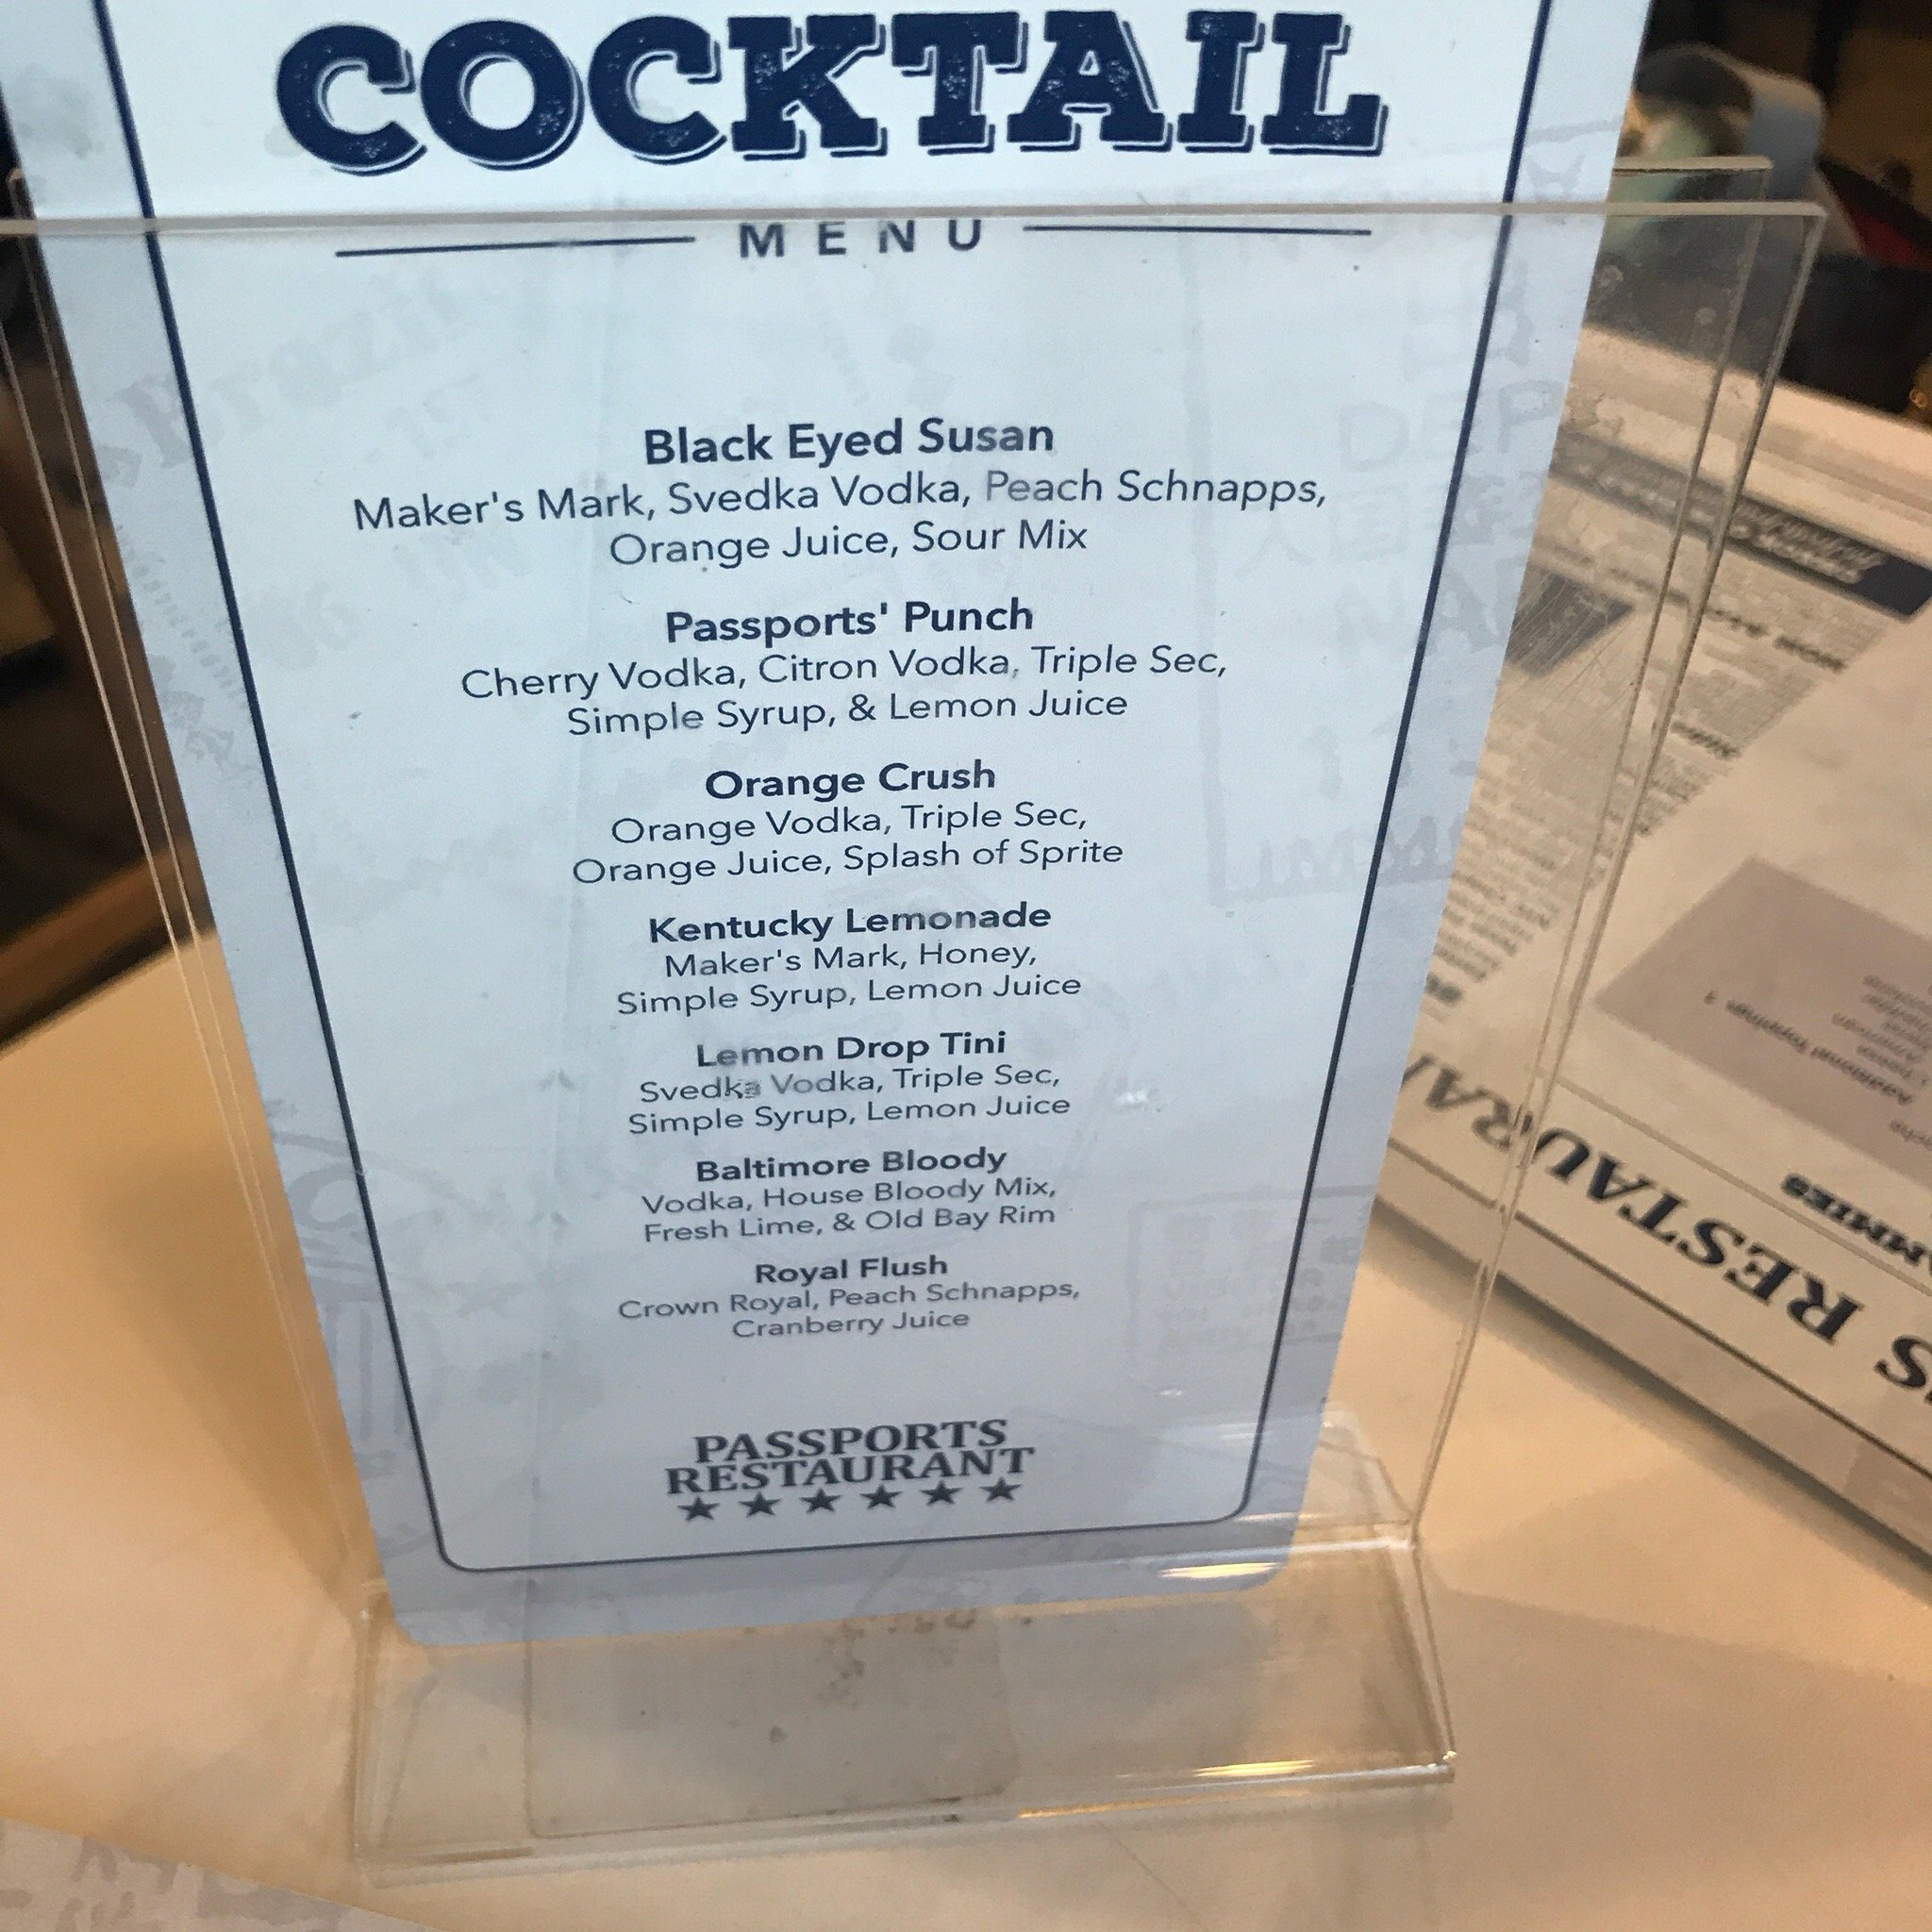 COCKTAIL
MENU
Black Eyed Susan
Maker's Mark, Svedka Vodka, Peach Schnapps,
Orange Juice, Sour Mix
Passports' Punch
Cherry Vodka, Citron Vodka, Triple Sec,
Simple Syrup, & Lemon Juice
Orange Crush
Orange Vodka, Triple Sec,
Orange Juice, Splash of Sprite
Kentucky Lemonade
Maker's Mark, Honey,
Simple Syrup, Lemon Juice
Lemon Drop Tini
Svedka Vodka, Triple Sec,
Simple Syrup, Lemon Juice
Baltimore Bloody
Vodka, House Bloody Mix,
Fresh Lime, & Old Bay Rim
Royal Flush
Crown Royal, Peach Schnapps,
Cranberry Juice
PASSPORTS
RESTAURANT
Additional Toppings
S RESTAURA